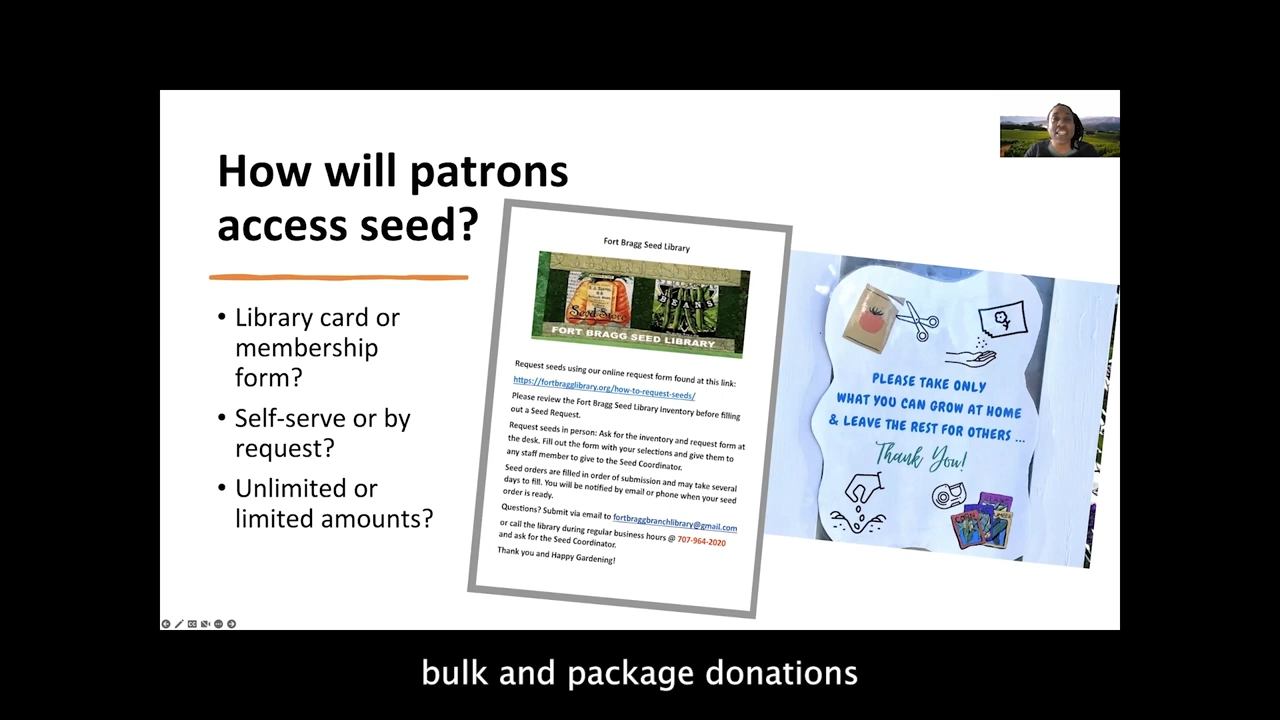 How will patrons
access seed?
• Library card or
membership
form?
• Self-serve or by
request?
• Unlimited or
limited amounts?
Fort Bragg Seed Library
Seed Store
BEANS
FORT BRAGG SEED LIBRARY
Request seeds using our online request form found at this link:
https://fortbragglibrary.org/how-to-request-seeds/
Please review the Fort Bragg Seed Library inventory before filling
out a Seed Request.
Request seeds in person: Ask for the inventory and request form at
the desk. Fill out the form with your selections and give them to
any staff member to give to the Seed Coordinator.
Seed orders are filled in order of submission and may take several
days to fill. You will be notified by email or phone when your seed
order is ready.
Questions? Submit via email to fortbraggbranchlibrary@gmail.com
or call the library during regular business hours @ 707-964-2020
and ask for the Seed Coordinator.
Thank you and Happy Gardening!
PLEASE TAKE ONLY
WHAT YOU CAN GROW AT HOME
& LEAVE THE REST FOR OTHERS ...
Thank You!
bulk and package donations